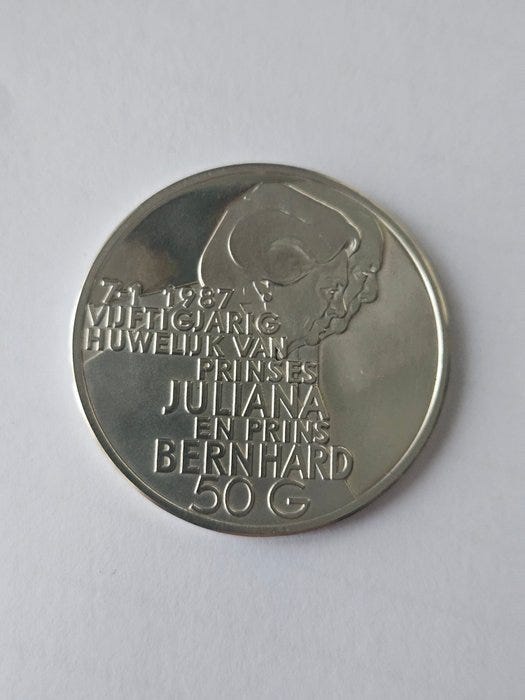 7-1-1987
VIJFTIGJARIG
HUWELIJK VAN
PRINSES
JULIANA
EN PRINS
BERNHARD
50 G